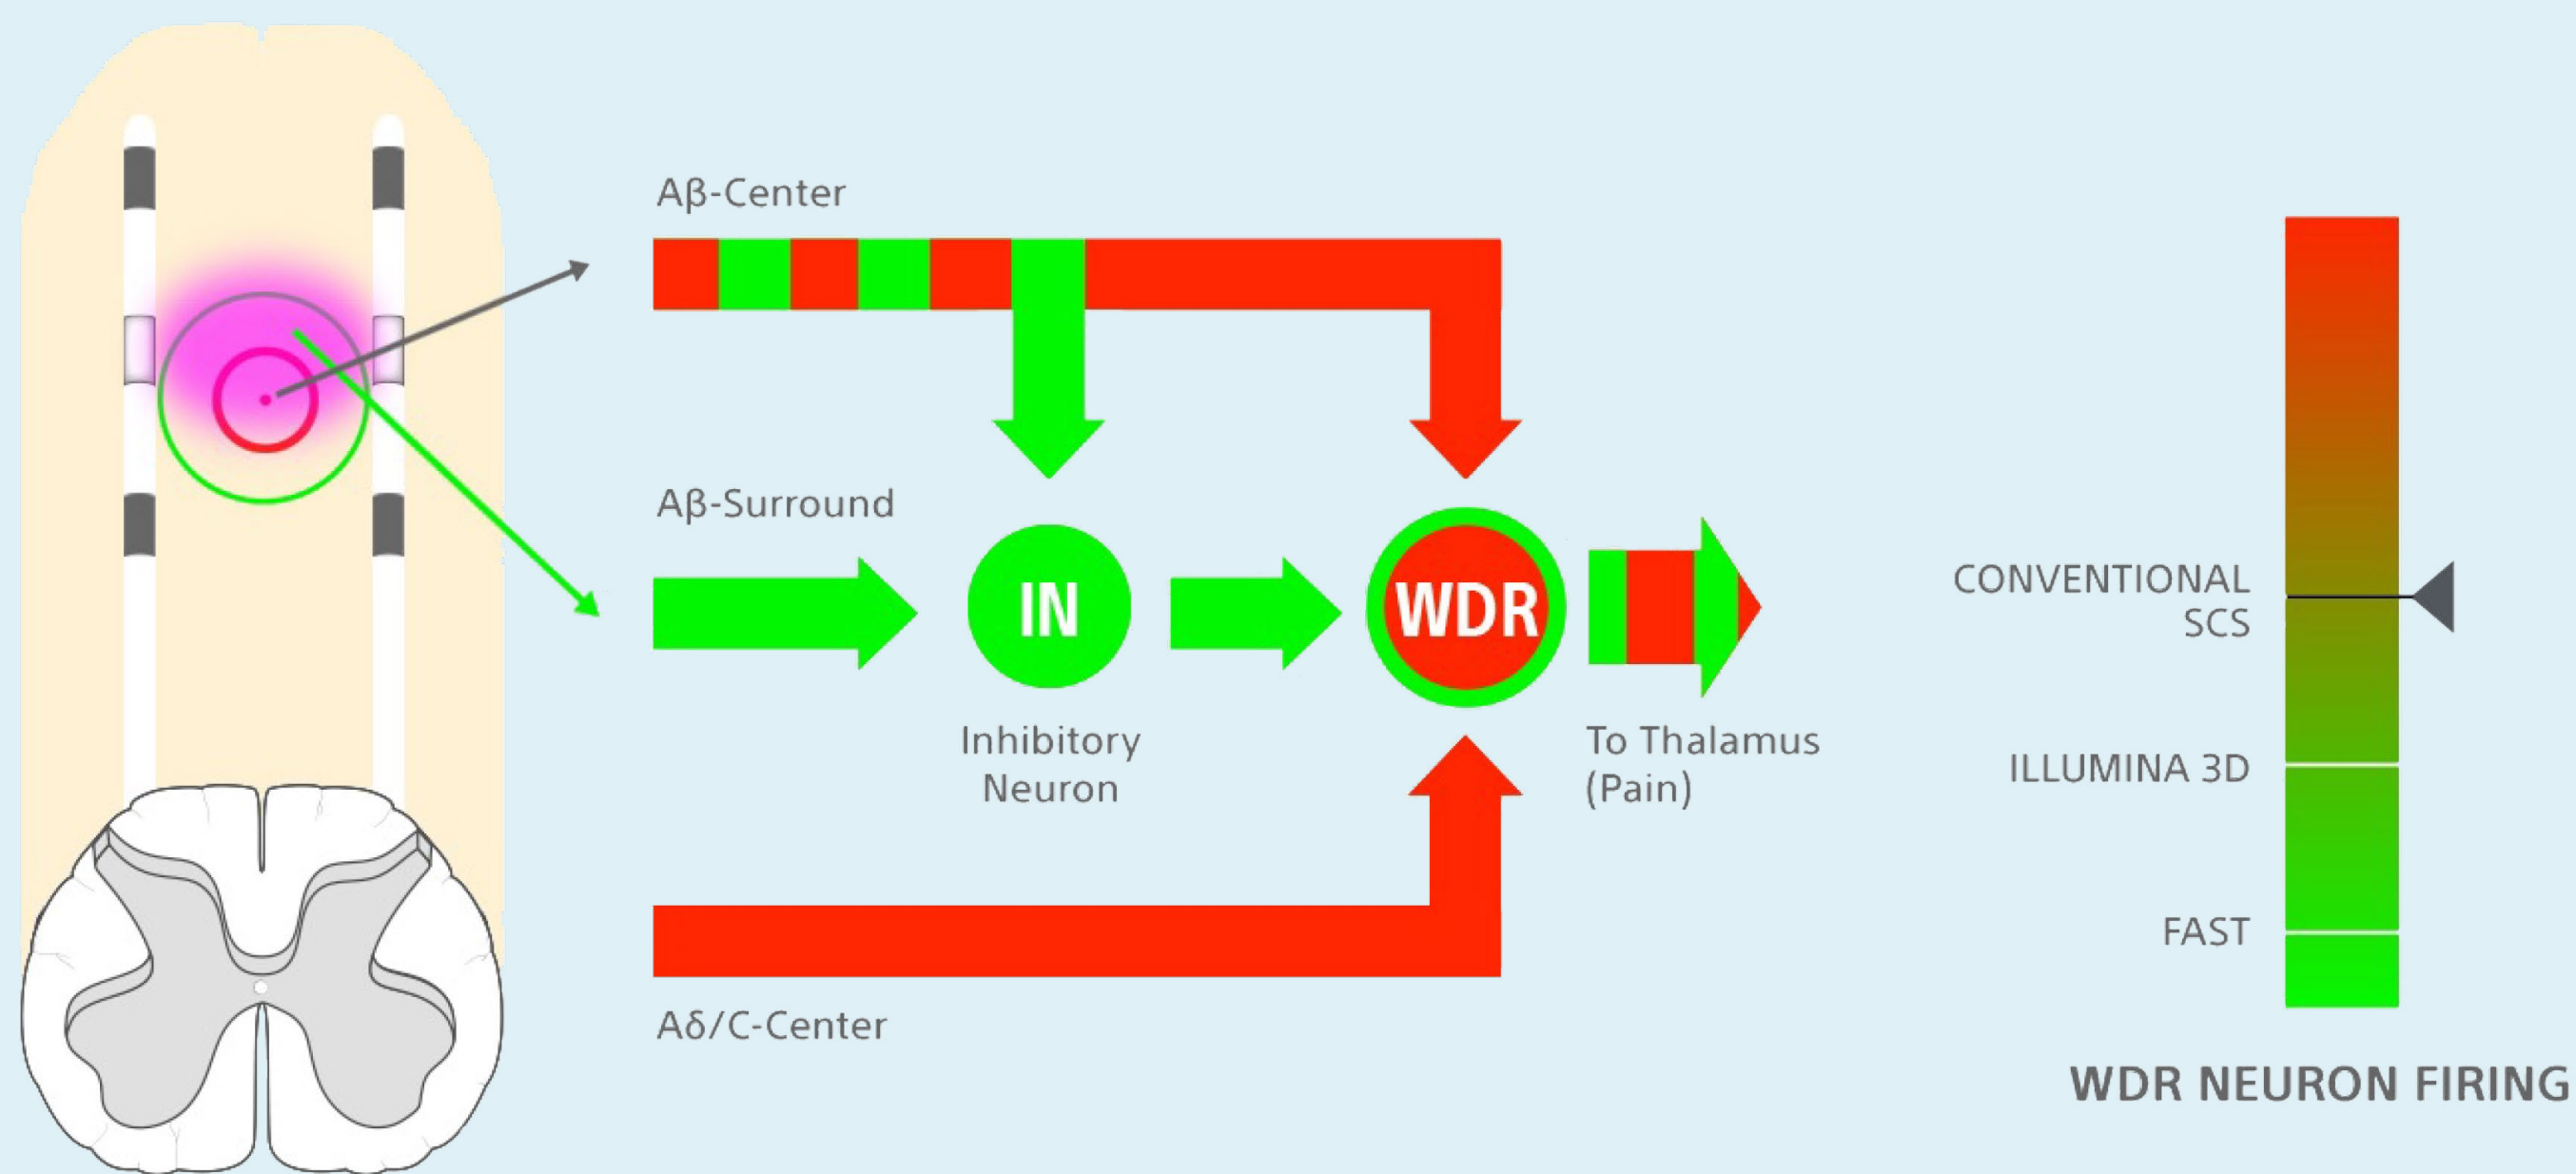 Aβ-Center
Aβ-Surround
IN
WDR
Inhibitory
Neuron
To Thalamus
(Pain)
Aδ/C-Center
CONVENTIONAL
SCS
ILLUMINA 3D
FAST
WDR NEURON FIRING